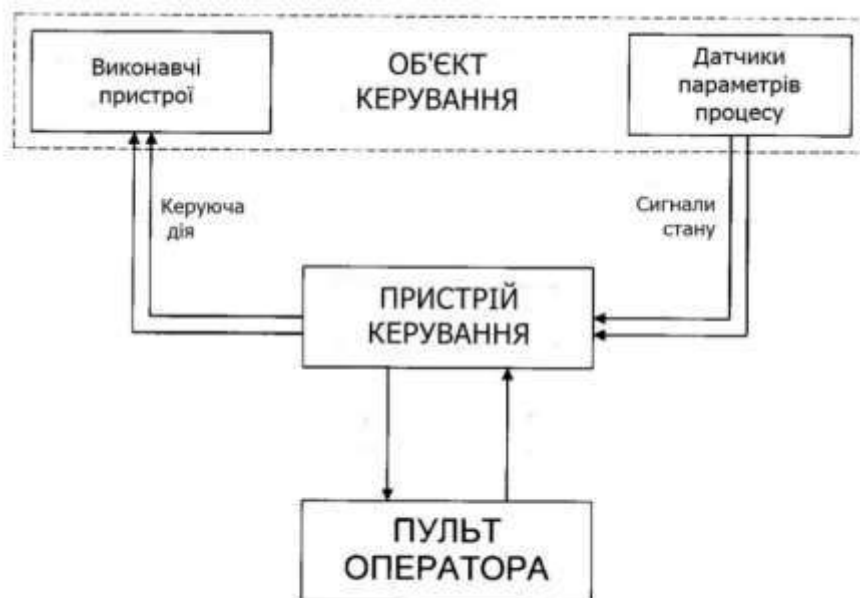 Виконавчі
пристрої
ОБ'ЄКТ
КЕРУВАННЯ
Датчики
параметрів
процесу
Керуюча
дія
Сигнали
стану
ПРИСТРІЙ
КЕРУВАННЯ
ПУЛЬТ
ОПЕРАТОРА